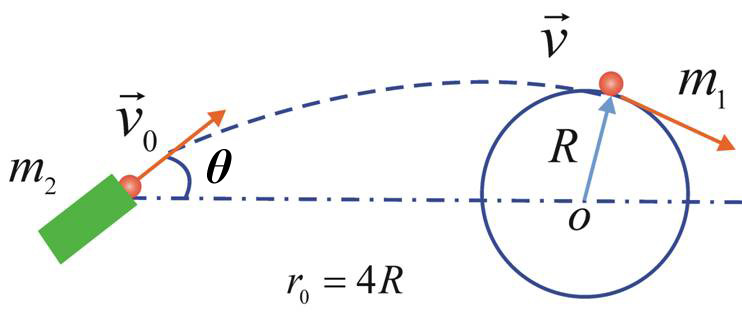 v⃗
v⃗₀
m₁
R
θ
m₂
o
r₀ = 4R